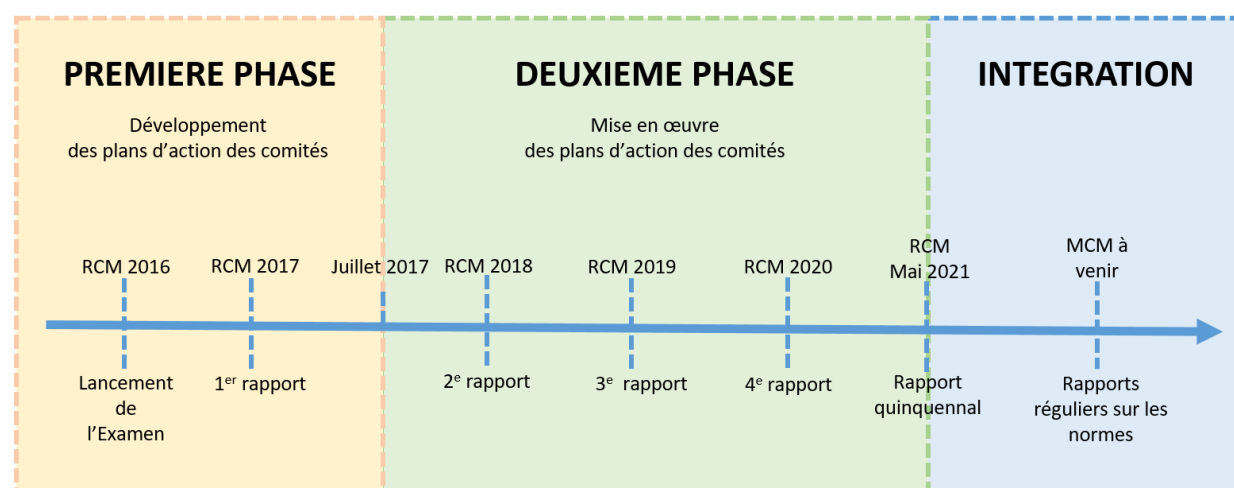 PREMIERE PHASE
Développement
des plans d'action des comités
DEUXIEME PHASE
Mise en œuvre
des plans d'action des comités
INTÉGRATION
RCM 2016
RCM 2017
Juillet 2017
RCM 2018
RCM 2019
RCM 2020
RCM
Mai 2021
MCM à
venir
Lancement
de
l'Examen
1er rapport
2e rapport
3e rapport
4e rapport
Rapport
quinquennal
Rapports
réguliers sur les
normes